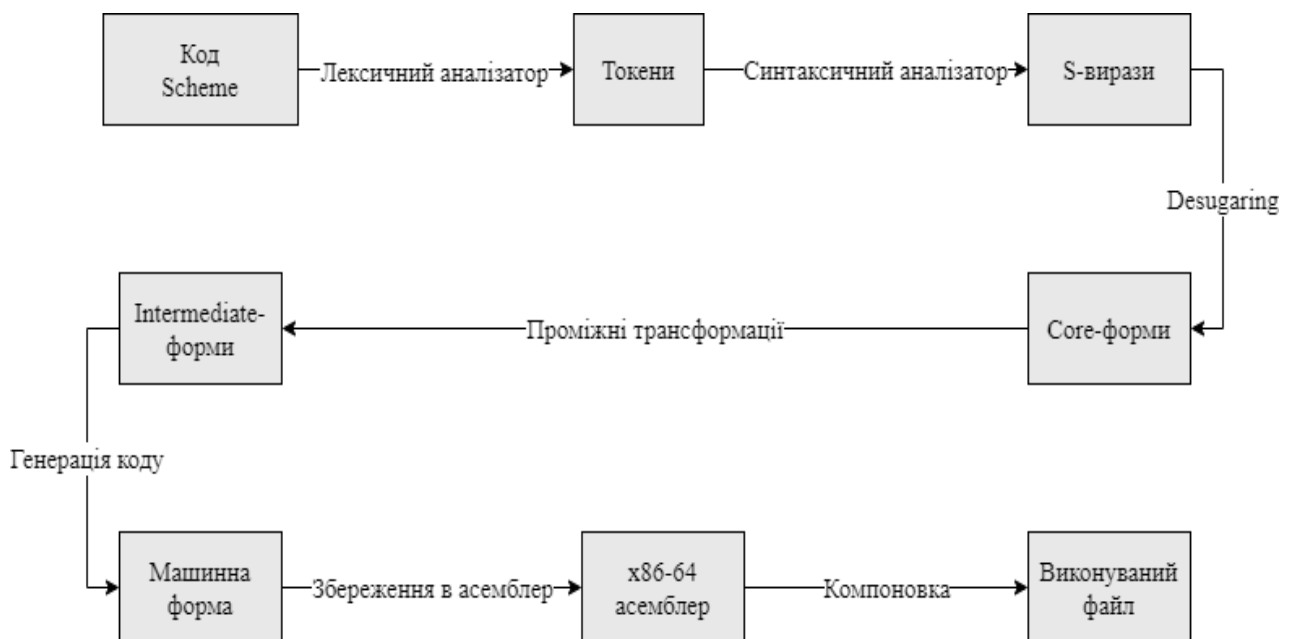 Код
Scheme
Лексичний аналізатор
Токени
Синтаксичний аналізатор
S-вирази
Desugaring
Core-форми
Проміжні трансформації
Intermediate-
форми
Генерація коду
Машинна
форма
Збереження в асемблер
x86-64
асемблер
Компоновка
Виконуваний
файл